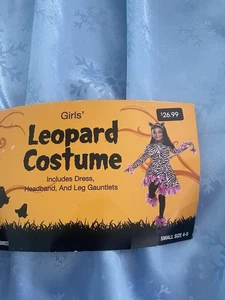 Girls'
$26.99
Leopard
Costume
Includes Dress,
Headband, And Leg Gauntlets
SMALL SIZE 4-6